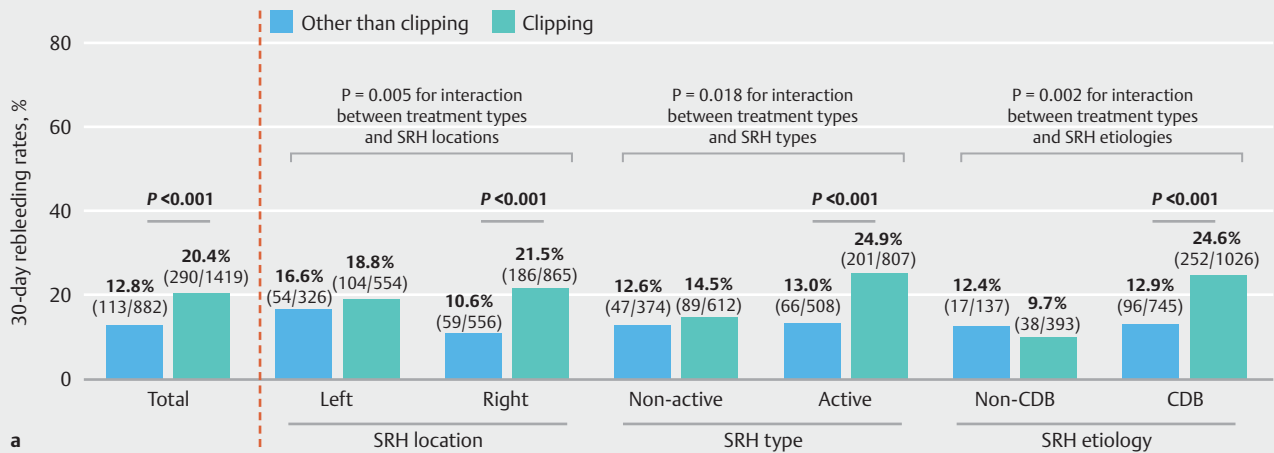 Other than clipping
Clipping
30-day rebleeding rates, %
80
60
40
20
0
P = 0.005 for interaction
between treatment types
and SRH locations
P = 0.018 for interaction
between treatment types
and SRH types
P = 0.002 for interaction
between treatment types
and SRH etiologies
P <0.001
P <0.001
P <0.001
P <0.001
12.8%
(113/882)
20.4%
(290/1419)
16.6%
(54/326)
18.8%
(104/554)
10.6%
(59/556)
21.5%
(186/865)
12.6%
(47/374)
14.5%
(89/612)
13.0%
(66/508)
24.9%
(201/807)
12.4%
(17/137)
9.7%
(38/393)
12.9%
(96/745)
24.6%
(252/1026)
Total
Left
Right
Non-active
Active
Non-CDB
CDB
SRH location
SRH type
SRH etiology
a